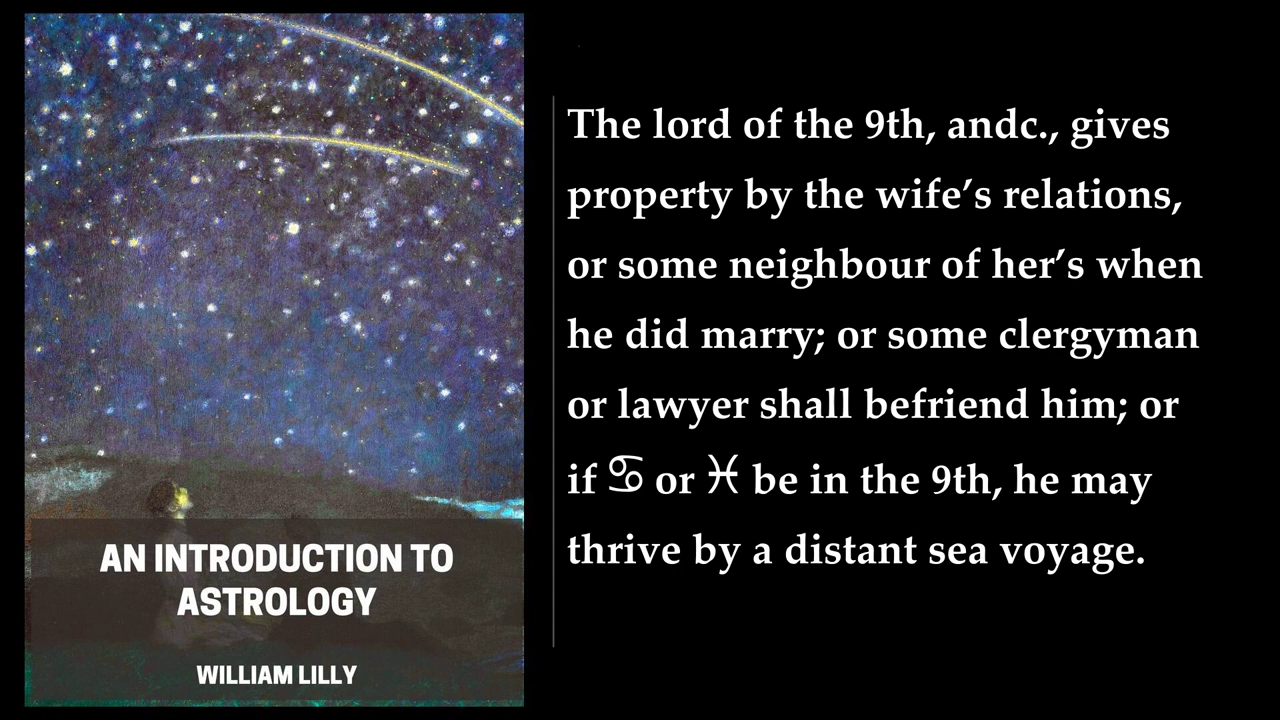 AN INTRODUCTION TO
ASTROLOGY
WILLIAM LILLY
The lord of the 9th, andc., gives
property by the wife’s relations,
or some neighbour of her’s when
he did marry; or some clergyman
or lawyer shall befriend him; or
if ♋ or ♓ be in the 9th, he may
thrive by a distant sea voyage.